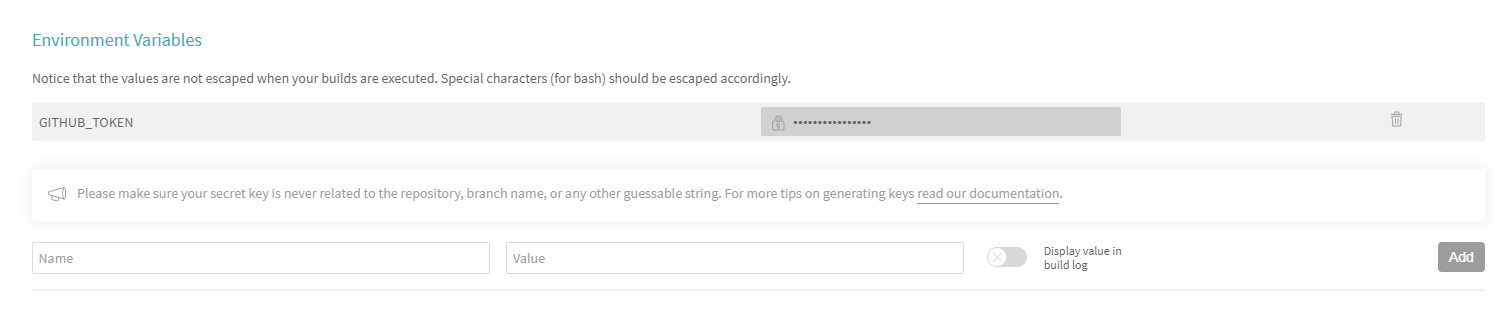 Environment Variables
Notice that the values are not escaped when your builds are executed. Special characters (for bash) should be escaped accordingly.
GITHUB_TOKEN ••••••••••••••••
Please make sure your secret key is never related to the repository, branch name, or any other guessable string. For more tips on generating keys read our documentation.
Name Value Display value in
build log
Add